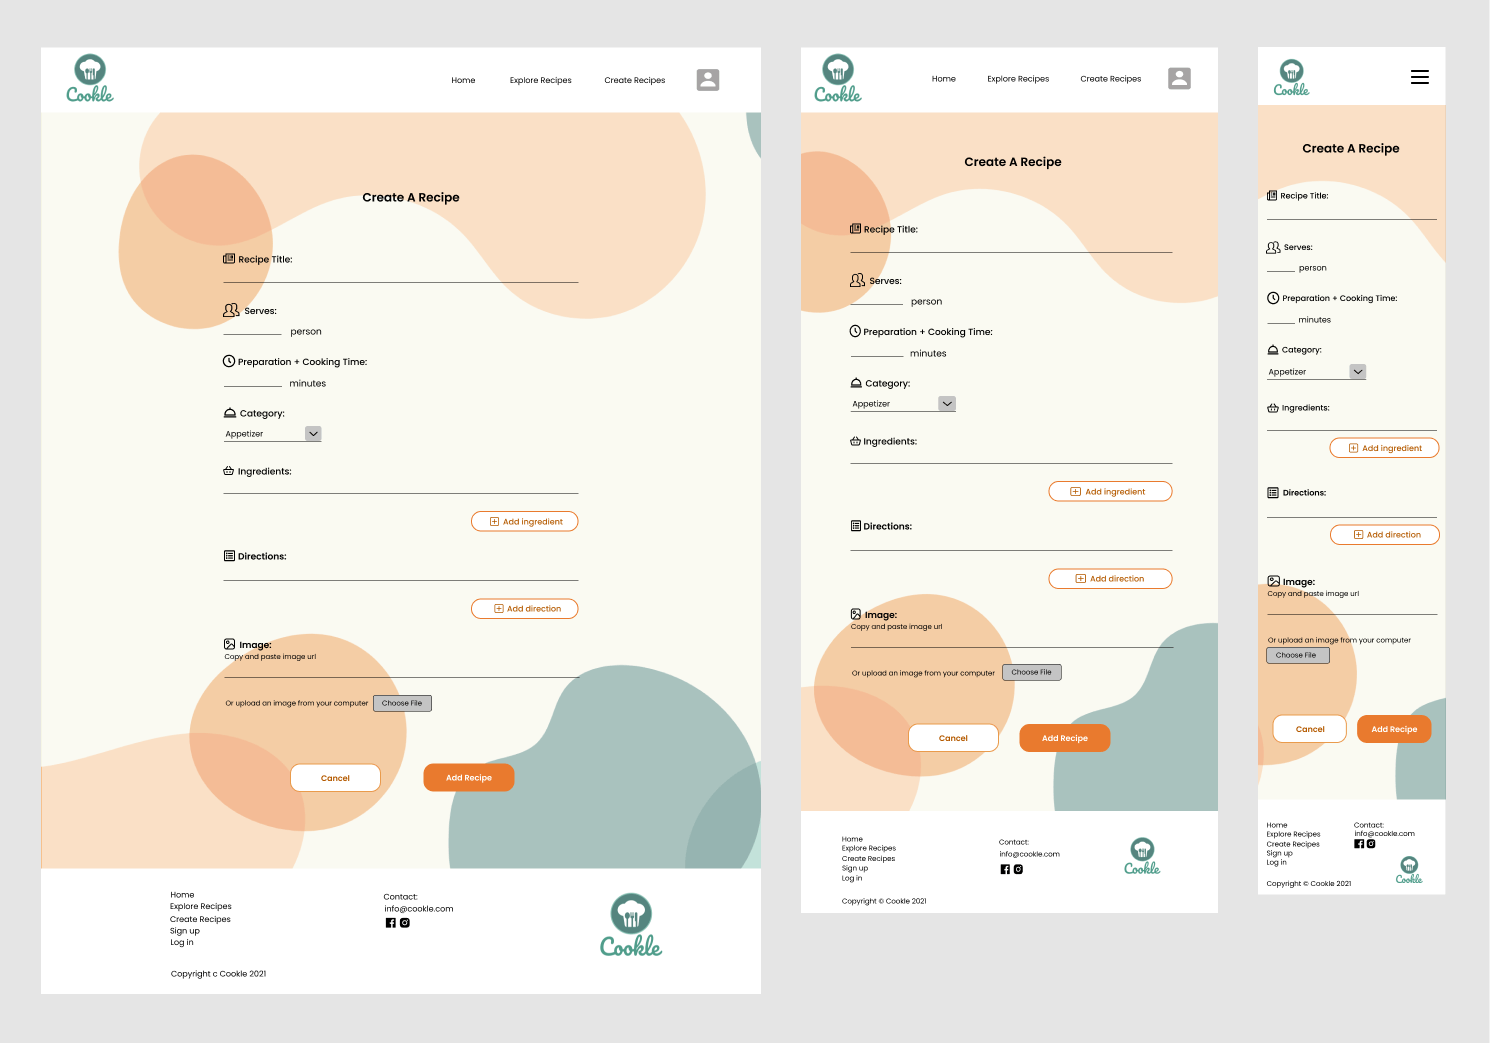 Cookle
Home Explore Recipes Create Recipes
Create A Recipe
Recipe Title:
Serves:
person
Preparation + Cooking Time:
minutes
Category:
Appetizer
Ingredients:
Add ingredient
Directions:
Add direction
Image:
Copy and paste image url
Or upload an image from your computer Choose File
Cancel Add Recipe
Home
Explore Recipes
Create Recipes
Sign up
Log in
Contact:
info@cookle.com
Cookle
Copyright c Cookle 2021
Cookle
Home Explore Recipes Create Recipes
Create A Recipe
Recipe Title:
Serves:
person
Preparation + Cooking Time:
minutes
Category:
Appetizer
Ingredients:
Add ingredient
Directions:
Add direction
Image:
Copy and paste image url
Or upload an image from your computer Choose File
Cancel Add Recipe
Home
Explore Recipes
Create Recipes
Sign up
Log in
Contact:
info@cookle.com
Cookle
Copyright © Cookle 2021
Cookle
Create A Recipe
Recipe Title:
Serves:
person
Preparation + Cooking Time:
minutes
Category:
Appetizer
Ingredients:
Add ingredient
Directions:
Add direction
Image:
Copy and paste image url
Or upload an image from your computer
Choose File
Cancel Add Recipe
Home
Explore Recipes
Create Recipes
Sign up
Log in
Contact:
info@cookle.com
Cookle
Copyright © Cookle 2021